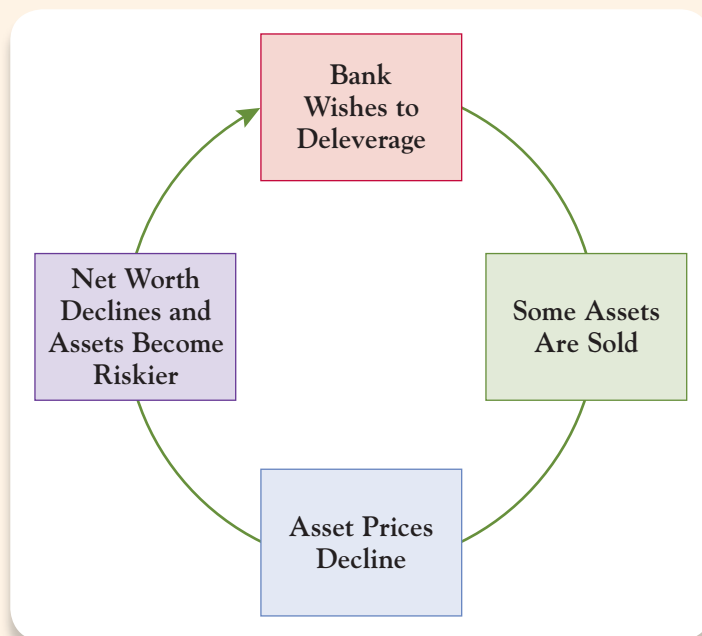 Bank
Wishes to
Deleverage
Some Assets
Are Sold
Asset Prices
Decline
Net Worth
Declines and
Assets Become
Riskier